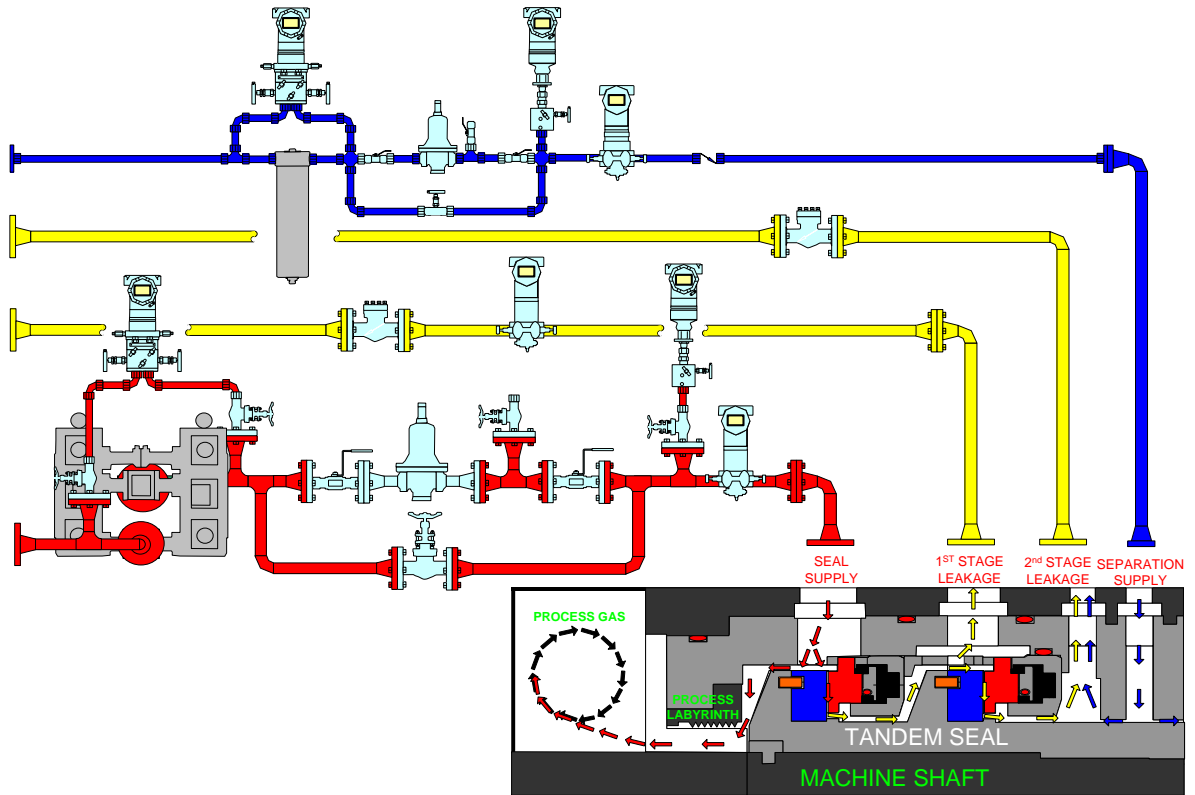 SEAL
SUPPLY
1ST STAGE
LEAKAGE
2nd STAGE
LEAKAGE
SEPARATION
SUPPLY
PROCESS GAS
PROCESS
LABYRINTH
TANDEM SEAL
MACHINE SHAFT